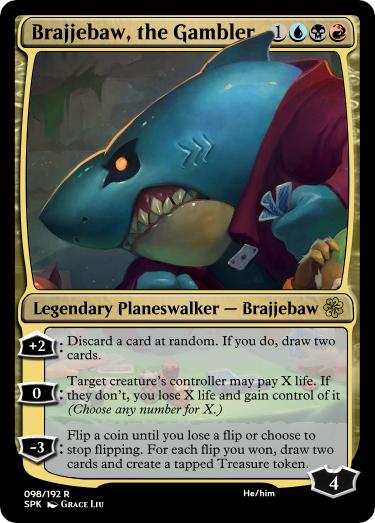 Brajjebaw, the Gambler 1
Legendary Planeswalker — Brajjebaw
+2: Discard a card at random. If you do, draw two
cards.
0: Target creature's controller may pay X life. If
they don't, you lose X life and gain control of it
(Choose any number for X.)
-3: Flip a coin until you lose a flip or choose to
stop flipping. For each flip you won, draw two
cards and create a tapped Treasure token.
4
098/192 R
He/him
SPK Grace Liu